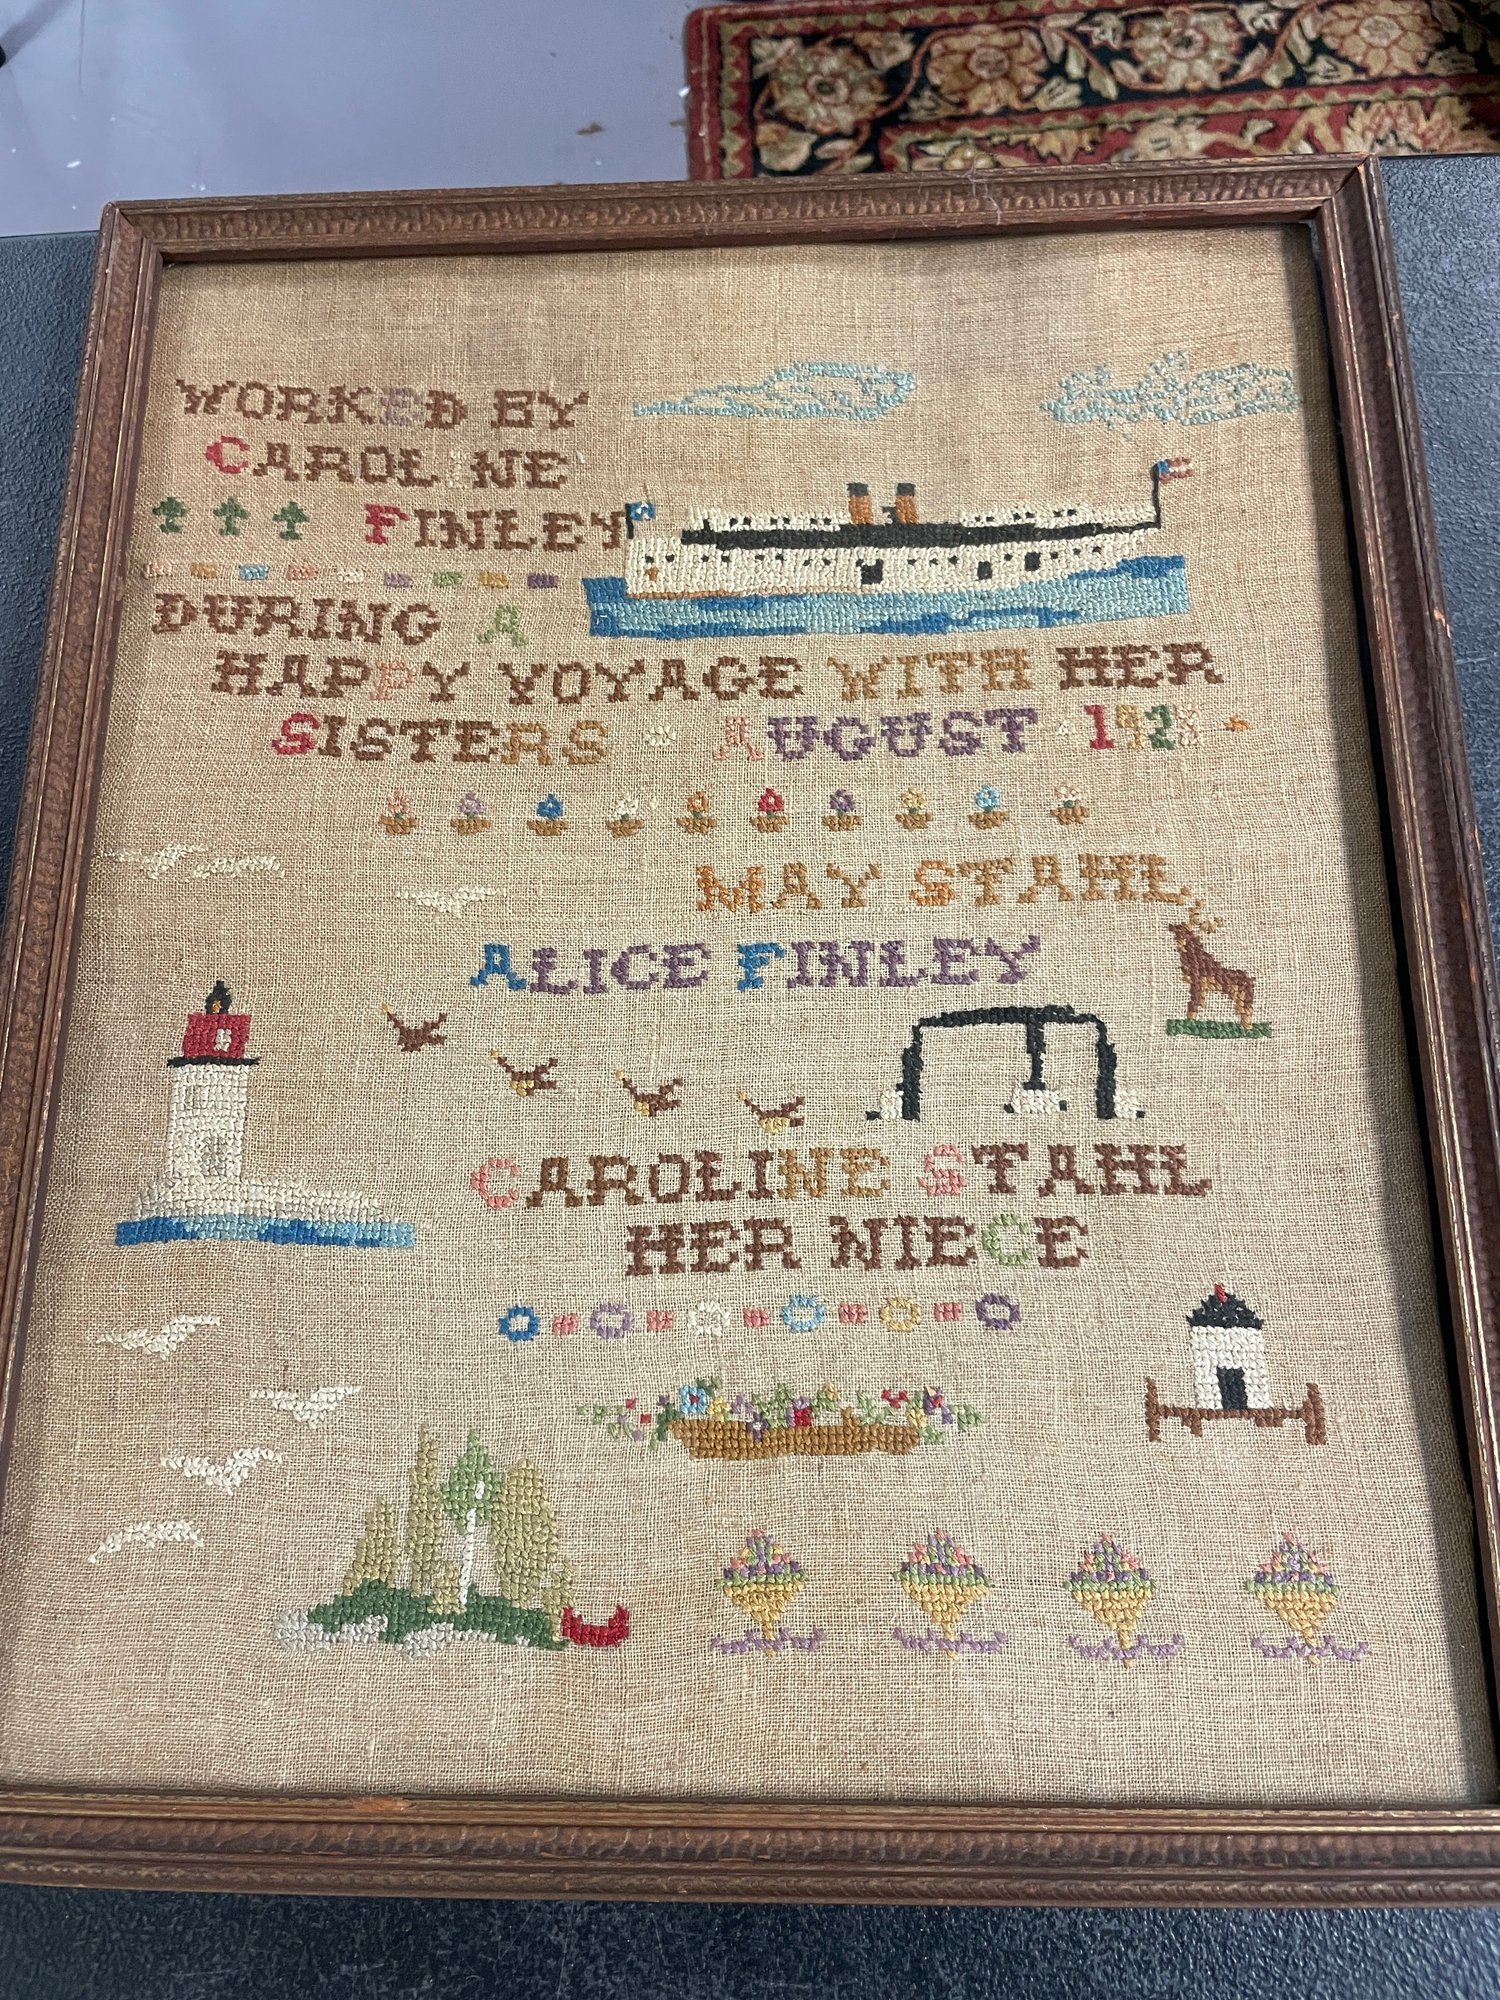 WORKED BY
CAROLINE
FINLEY
DURING A
HAPPY VOYAGE WITH HER
SISTERS - AUGUST · 1928 ·
MAY STAHL,
ALICE FINLEY
CAROLINE STAHL
HER NIECE